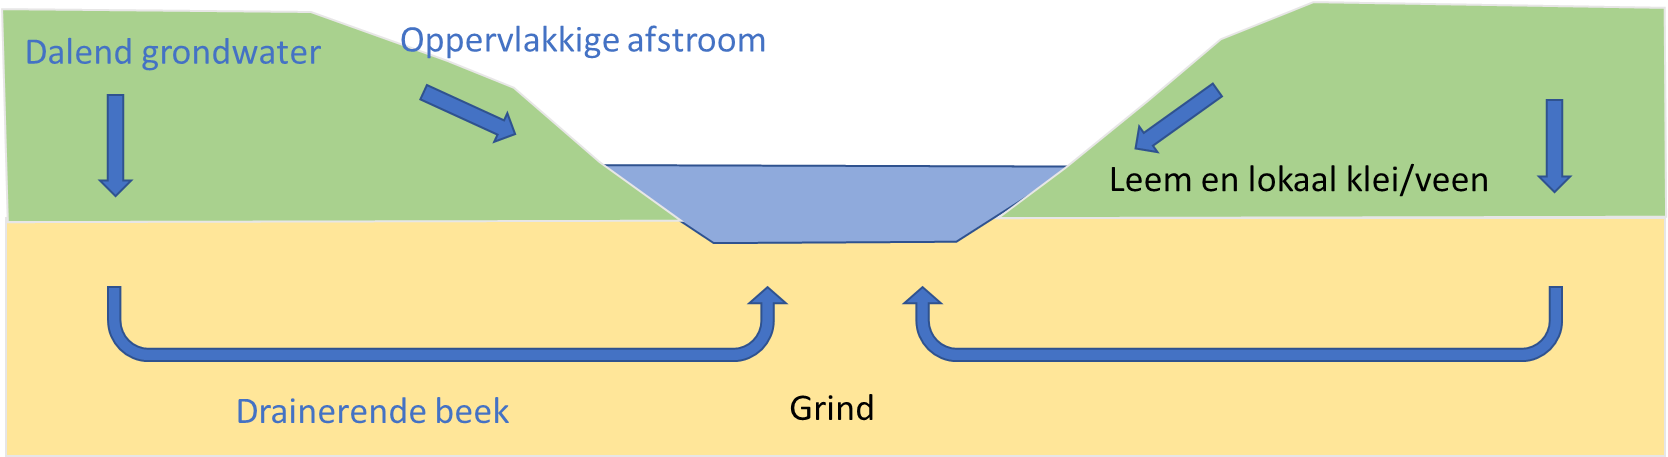 Dalend grondwater
Oppervlakkige afstroom
Leem en lokaal klei/veen
Drainerende beek
Grind